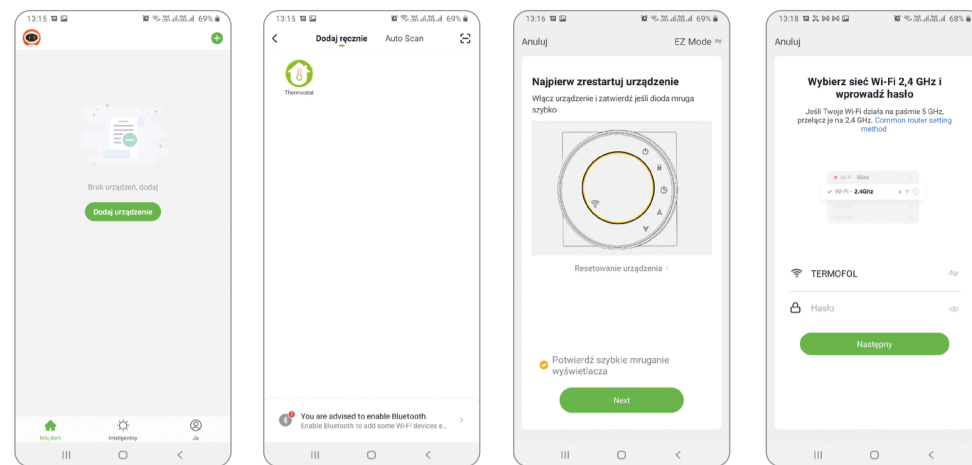 13:15
69%
Brak urządzeń, dodaj
Dodaj urządzenie
Mój dom
Inteligentny
Ja
13:15
69%
Dodaj ręcznie
Auto Scan
Thermostat
You are advised to enable Bluetooth.
Enable Bluetooth to add some Wi-Fi devices e...
13:16
69%
Anuluj
EZ Mode
Najpierw zrestartuj urządzenie
Włącz urządzenie i zatwierdź jeśli dioda mruga
szybko
M
A
Resetowanie urządzenia >
Potwierdź szybkie mruganie
wyświetlacza
Next
13:18
68%
Anuluj
Wybierz sieć Wi-Fi 2,4 GHz i
wprowadź hasło
Jeśli Twoje Wi-Fi działa na paśmie 5 GHz,
przełącz je na 2,4 GHz. Common router setting
method
Wi-Fi - 5Ghz
Wi-Fi - 2.4Ghz
TERMOFOL
Hasło
Następny